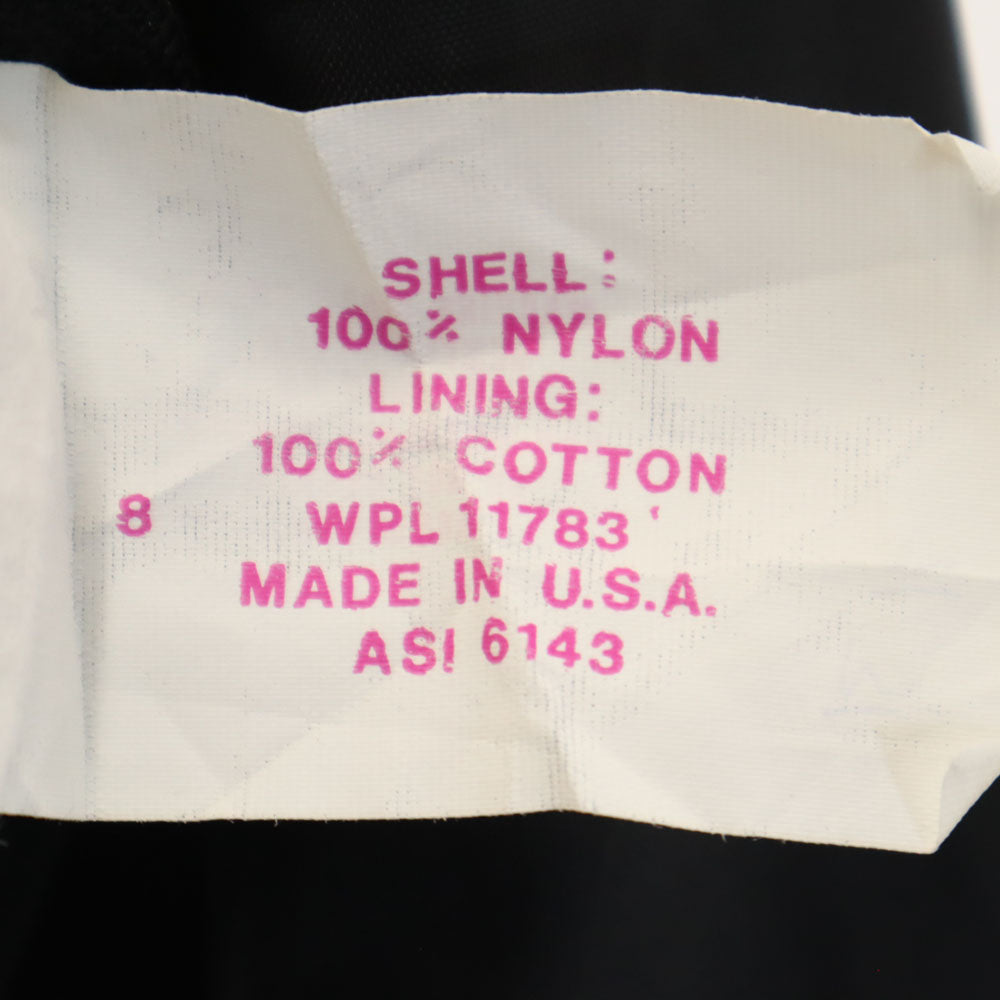 SHELL:
100% NYLON
LINING:
100% COTTON
8 WPL 11783
MADE IN U.S.A.
ASI 6143